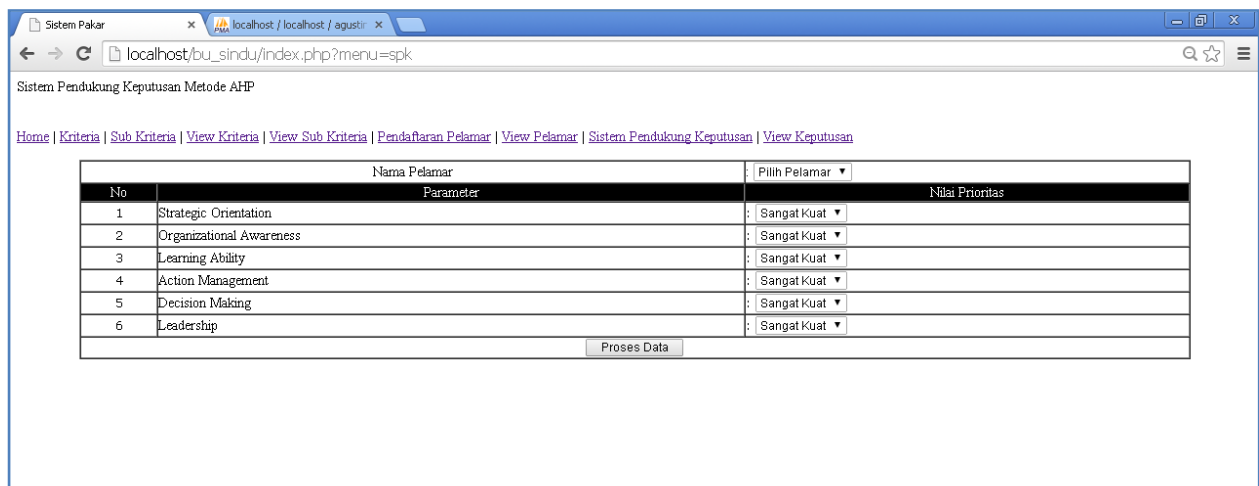 Sistem Pakar
localhost / localhost / agustin
localhost/bu_sindu/index.php?menu=spk
Sistem Pendukung Keputusan Metode AHP
Home | Kriteria | Sub Kriteria | View Kriteria | View Sub Kriteria | Pendaftaran Pelamar | View Pelamar | Sistem Pendukung Keputusan | View Keputusan
Nama Pelamar : Pilih Pelamar
No Parameter Nilai Prioritas
1 Strategic Orientation : Sangat Kuat
2 Organizational Awareness : Sangat Kuat
3 Learning Ability : Sangat Kuat
4 Action Management : Sangat Kuat
5 Decision Making : Sangat Kuat
6 Leadership : Sangat Kuat
Proses Data